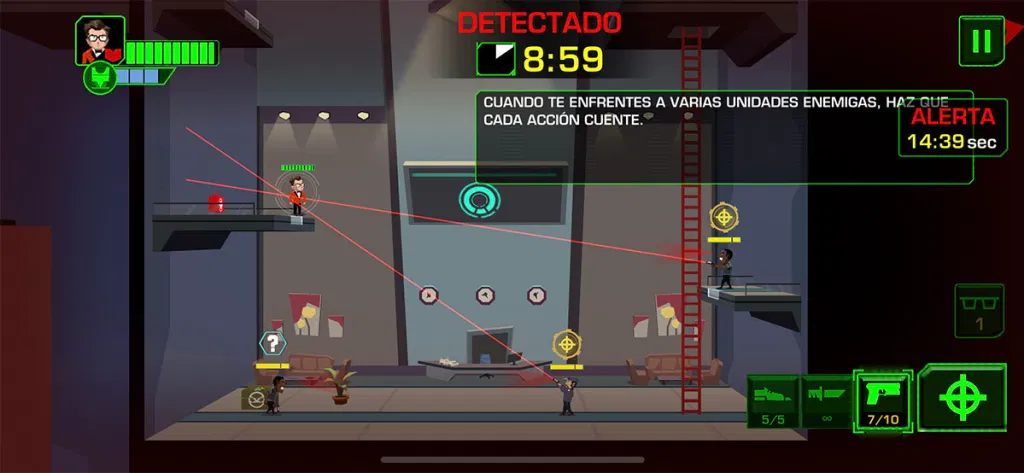 DETECTADO
8:59
CUANDO TE ENFRENTES A VARIAS UNIDADES ENEMIGAS, HAZ QUE
CADA ACCIÓN CUENTE.
ALERTA
14:39 sec
?
1
5/5
∞
7/10